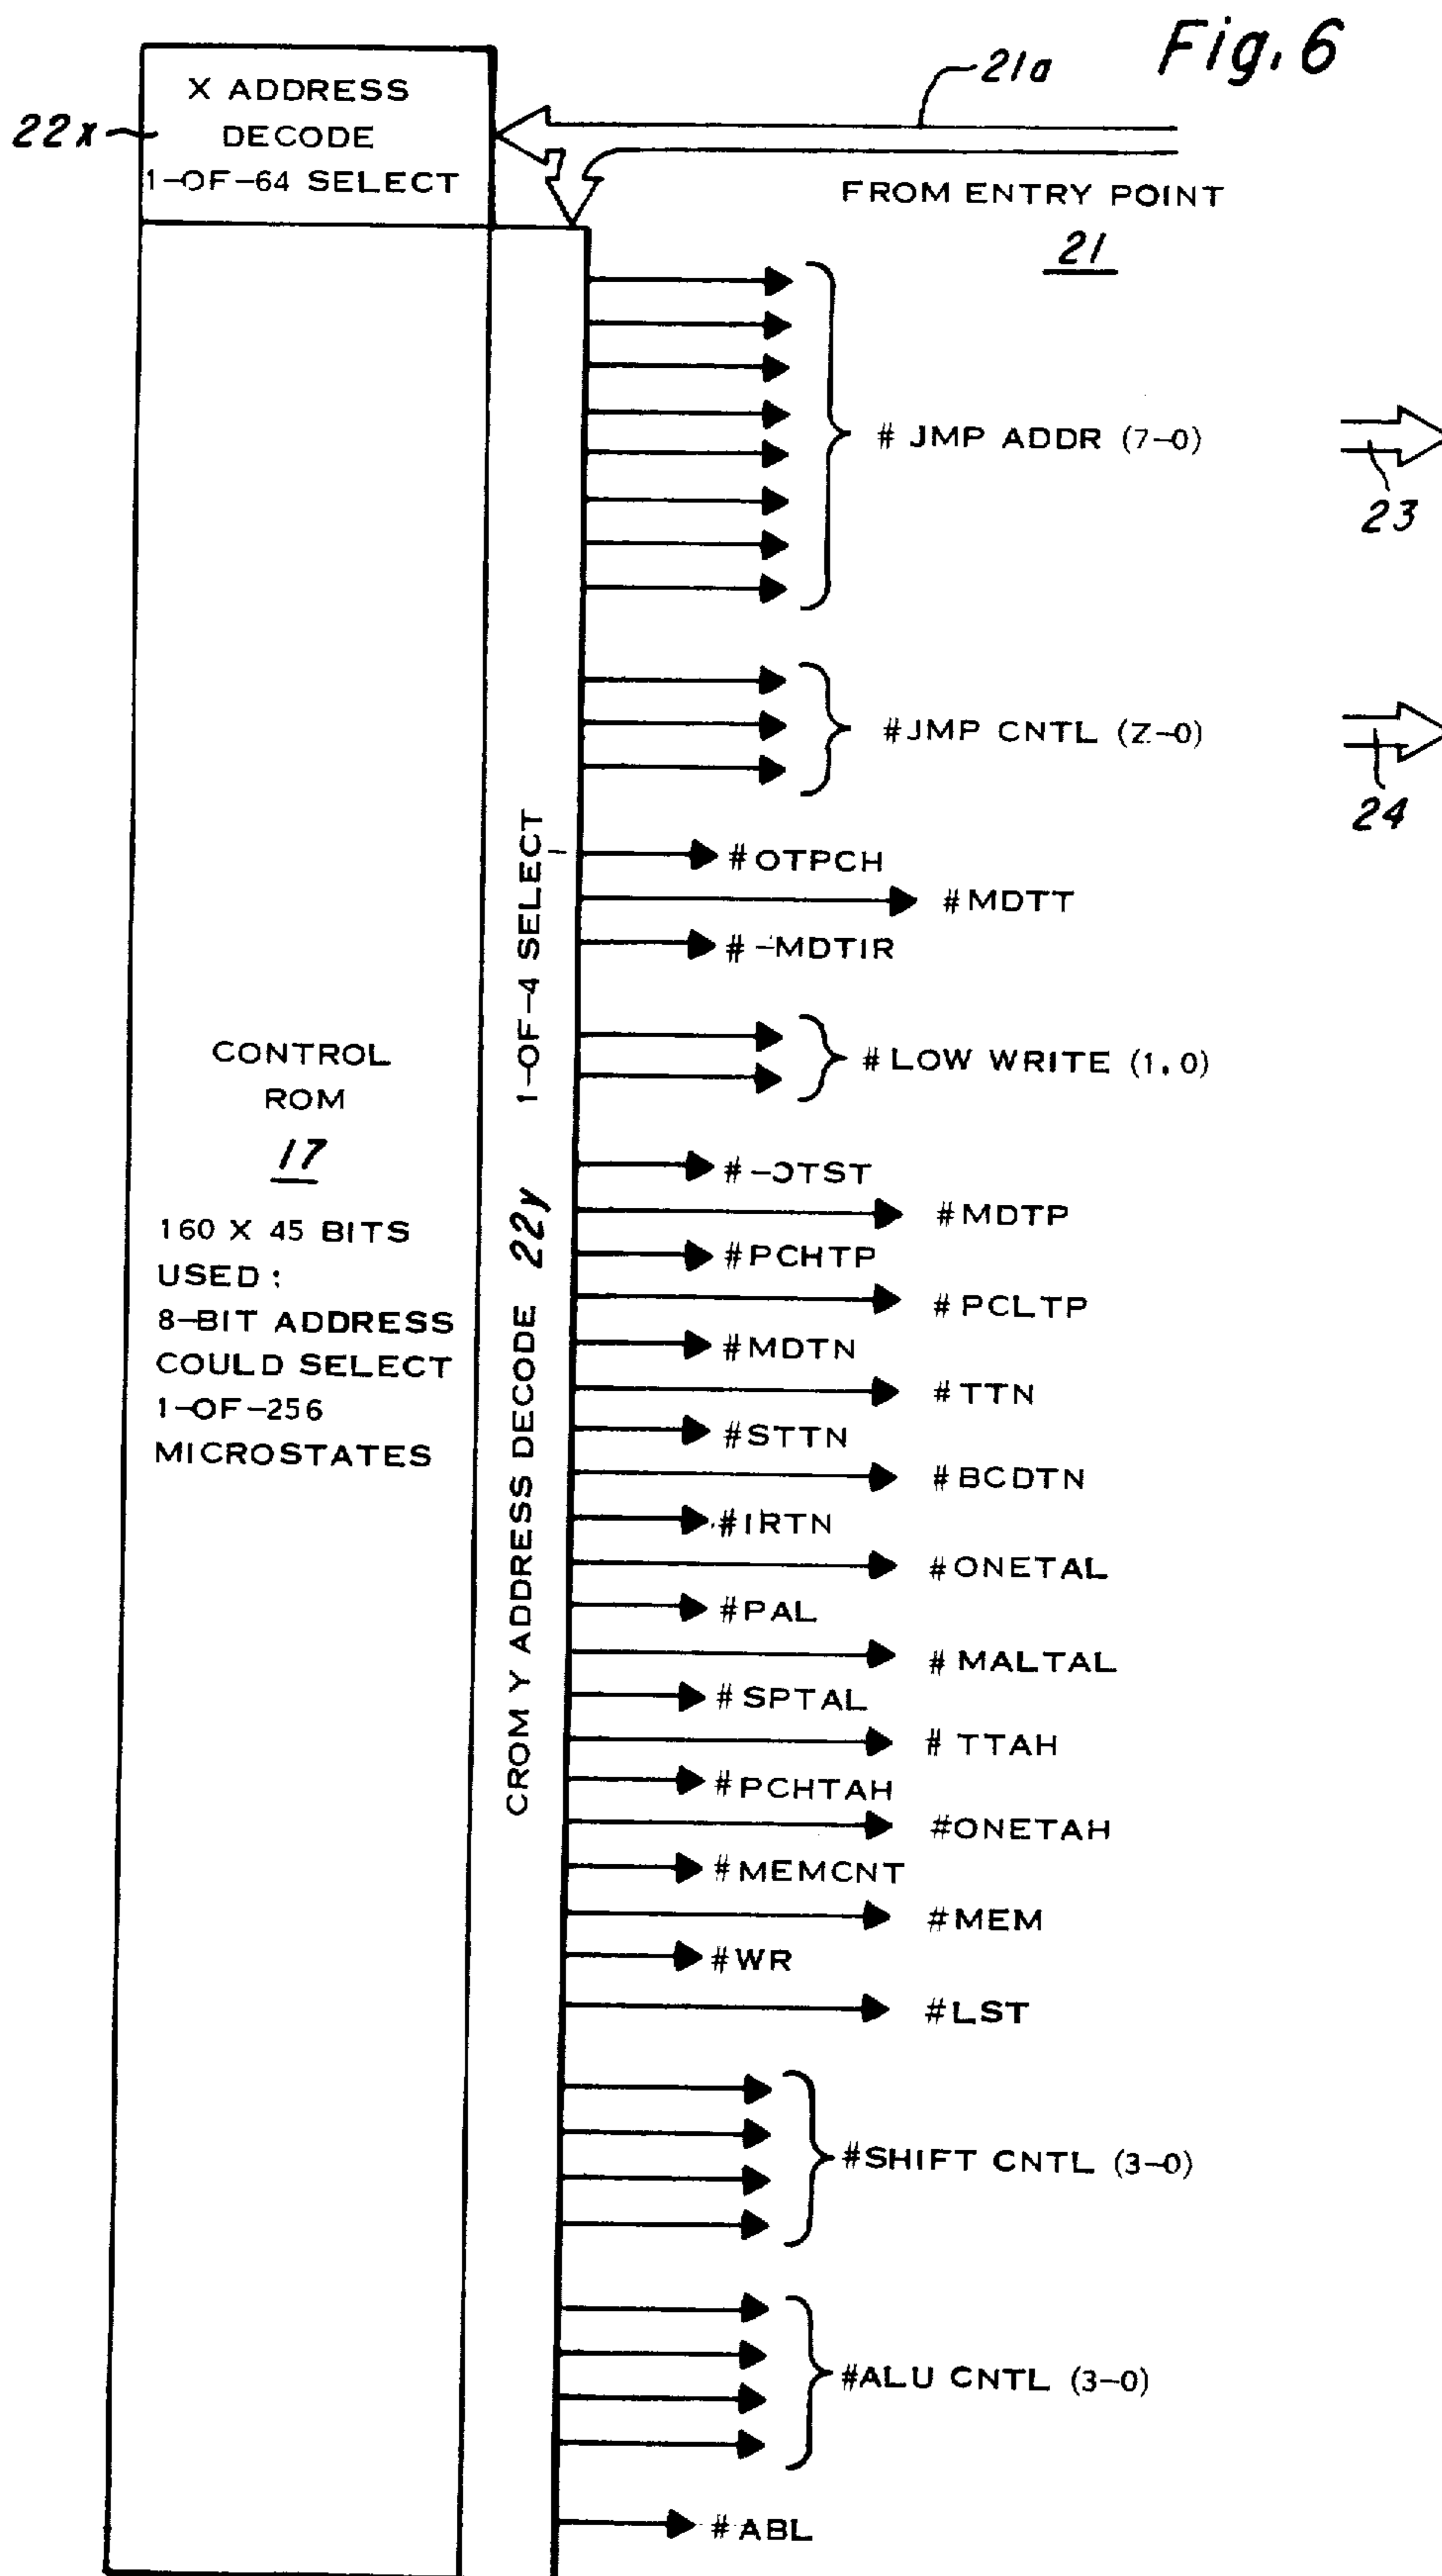 Fig. 6
21a
X ADDRESS
DECODE
1-OF-64 SELECT
22x
FROM ENTRY POINT
21
# JMP ADDR (7-0)
23
#JMP CNTL (Z-0)
24
#OTPCH
#MDTT
#-MDTIR
#LOW WRITE (1,0)
#-OTST
#MDTP
#PCHTP
#PCLTP
#MDTN
#TTN
#STTN
#BCDTN
#IRTN
#ONETAL
#PAL
#MALTAL
#SPTAL
#TTAH
#PCHTAH
#ONETAH
#MEMCNT
#MEM
#WR
#LST
#SHIFT CNTL (3-0)
#ALU CNTL (3-0)
#ABL
CROM Y ADDRESS DECODE 22y 1-OF-4 SELECT
CONTROL
ROM
17
160 X 45 BITS
USED:
8-BIT ADDRESS
COULD SELECT
1-OF-256
MICROSTATES